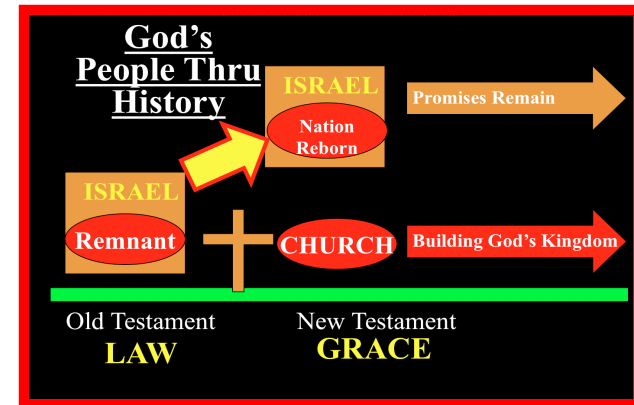 God's
People Thru
History
ISRAEL
Nation
Reborn
Promises Remain
ISRAEL
Remnant
CHURCH
Building God's Kingdom
Old Testament
LAW
New Testament
GRACE